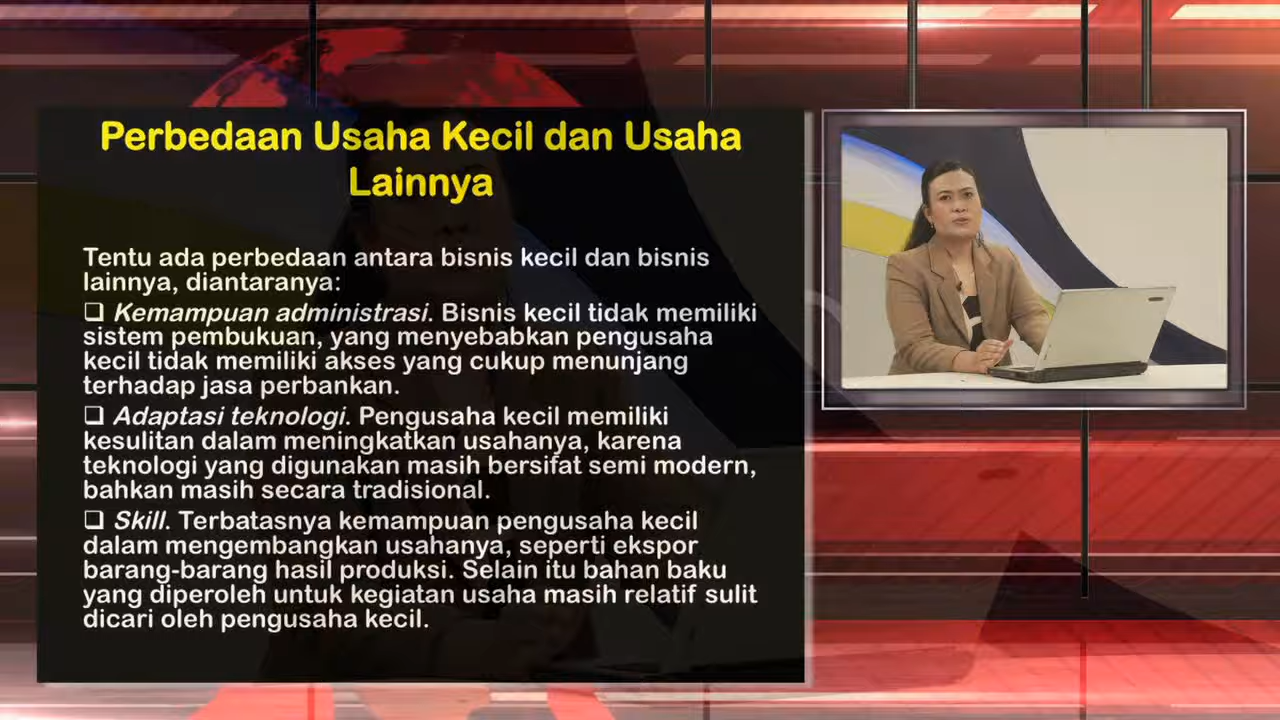 Perbedaan Usaha Kecil dan Usaha
Lainnya
Tentu ada perbedaan antara bisnis kecil dan bisnis
lainnya, diantaranya:
❑ Kemampuan administrasi. Bisnis kecil tidak memiliki
sistem pembukuan, yang menyebabkan pengusaha
kecil tidak memiliki akses yang cukup menunjang
terhadap jasa perbankan.
❑ Adaptasi teknologi. Pengusaha kecil memiliki
kesulitan dalam meningkatkan usahanya, karena
teknologi yang digunakan masih bersifat semi modern,
bahkan masih secara tradisional.
❑ Skill. Terbatasnya kemampuan pengusaha kecil
dalam mengembangkan usahanya, seperti ekspor
barang-barang hasil produksi. Selain itu bahan baku
yang diperoleh untuk kegiatan usaha masih relatif sulit
dicari oleh pengusaha kecil.